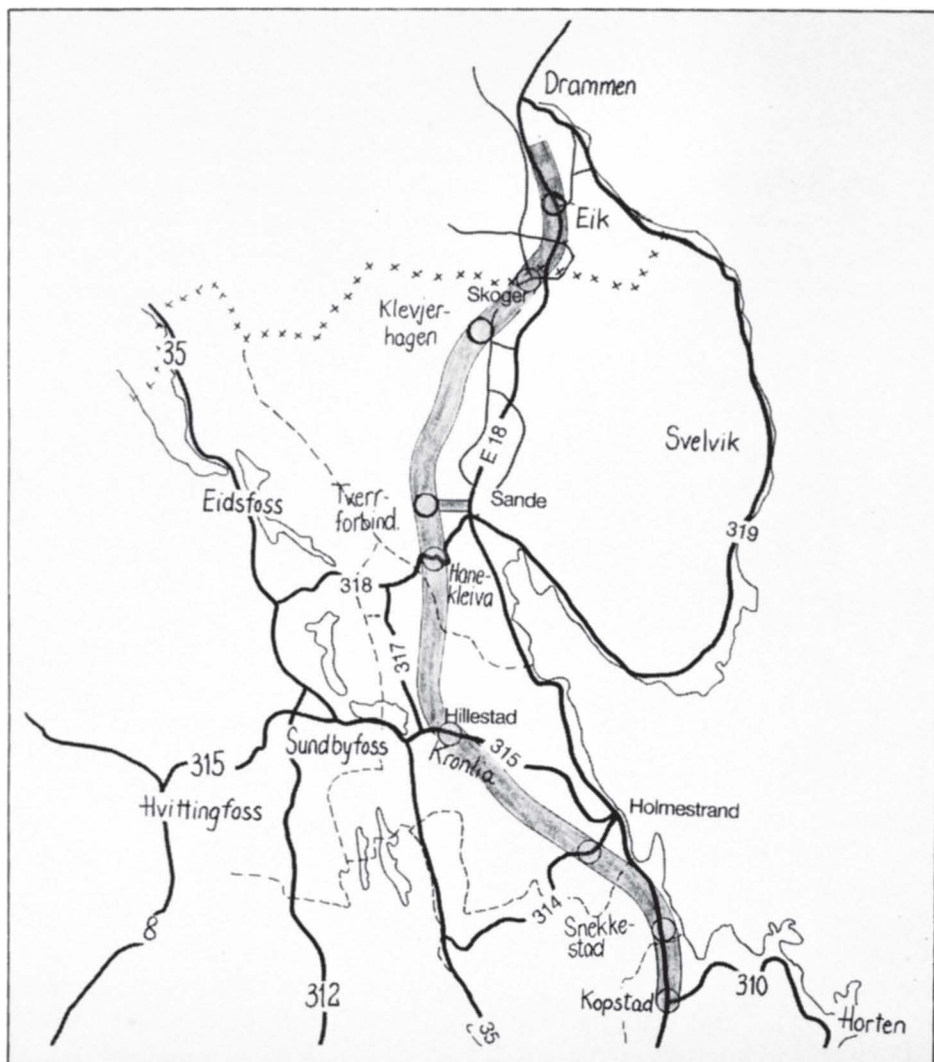 Drammen
Eik
Skoger
Klevjer-
hagen
35
E 18
Svelvik
Eidsfoss
Tverr-
forbind.
Sande
319
318
Hane-
kleiva
317
Hillestad
Sundbyfoss
Kronlia
315
315
Hvittingfoss
Holmestrand
314
Snekke-
stad
8
312
35
Kopstad
310
Horten